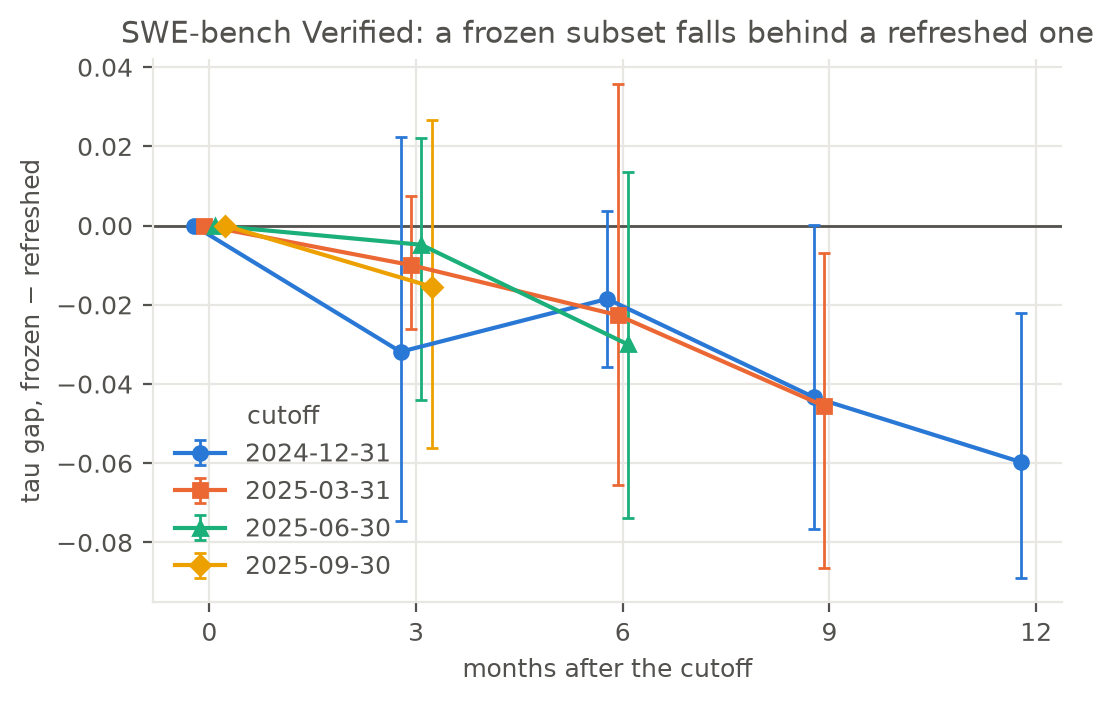 SWE-bench Verified: a frozen subset falls behind a refreshed one
tau gap, frozen − refreshed
0.04
0.02
0.00
−0.02
−0.04
−0.06
−0.08
cutoff
2024-12-31
2025-03-31
2025-06-30
2025-09-30
0 3 6 9 12
months after the cutoff